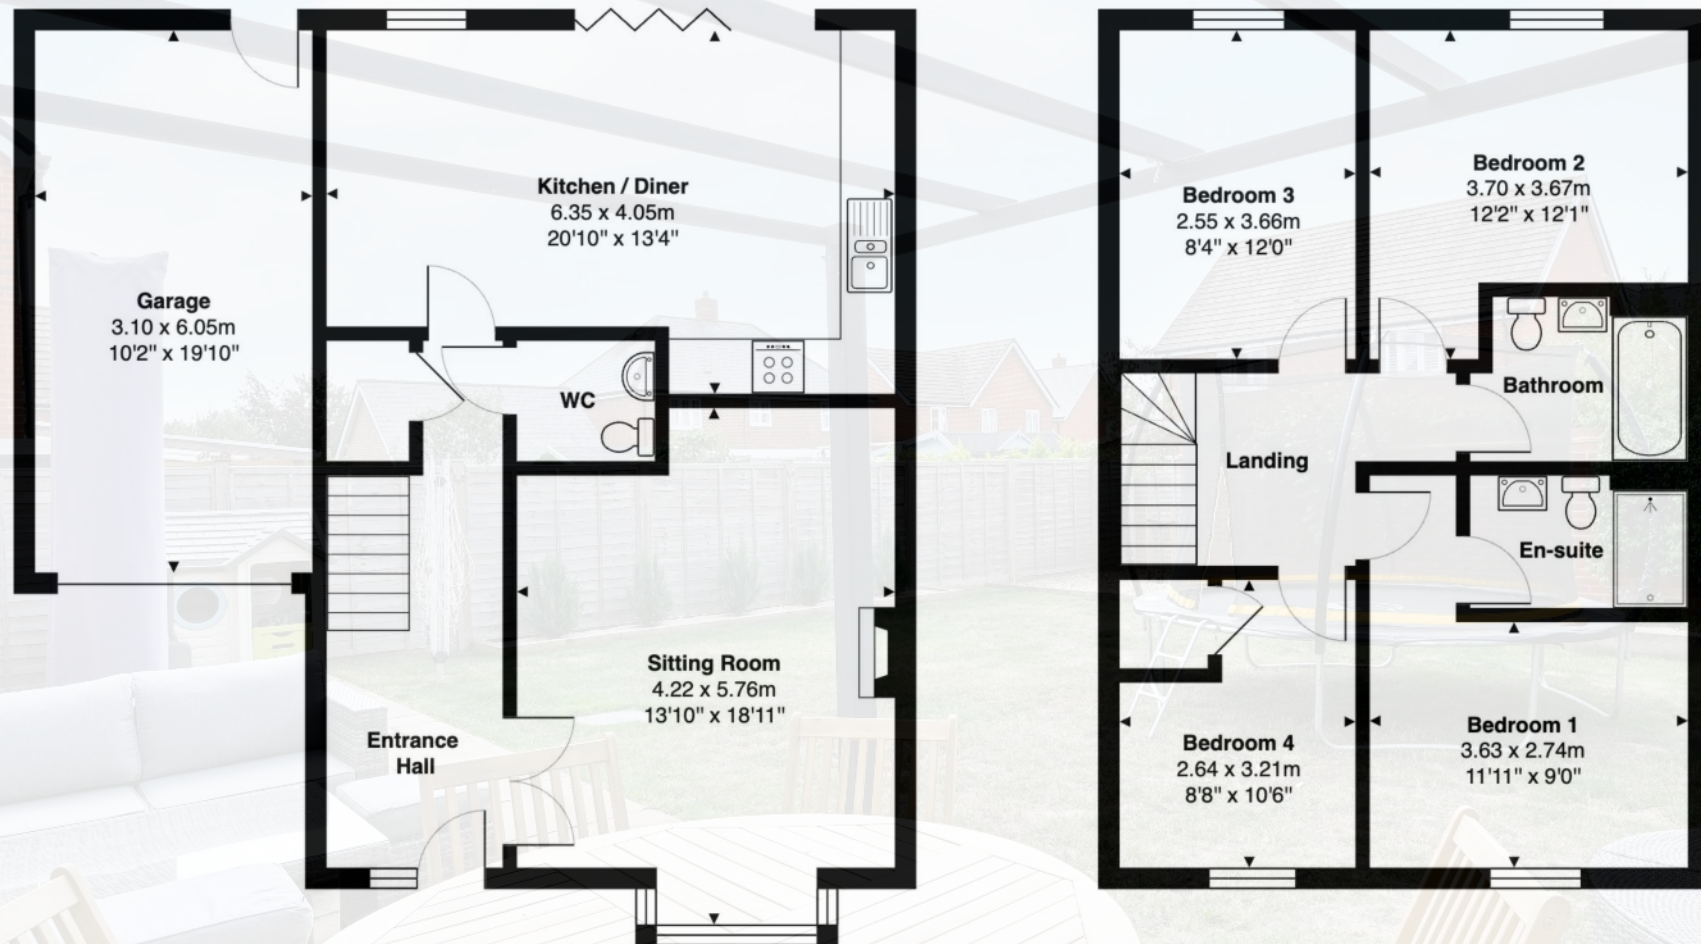 Garage
3.10 x 6.05m
10'2" x 19'10"
Kitchen / Diner
6.35 x 4.05m
20'10" x 13'4"
WC
Sitting Room
4.22 x 5.76m
13'10" x 18'11"
Entrance
Hall
Bedroom 3
2.55 x 3.66m
8'4" x 12'0"
Bedroom 2
3.70 x 3.67m
12'2" x 12'1"
Bathroom
Landing
En-suite
Bedroom 4
2.64 x 3.21m
8'8" x 10'6"
Bedroom 1
3.63 x 2.74m
11'11" x 9'0"